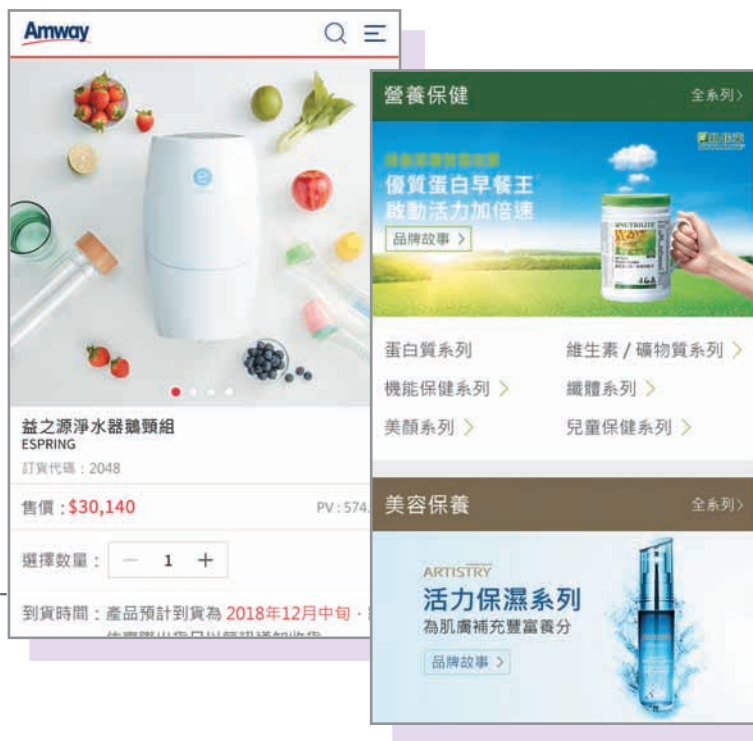 Amway
益之源淨水器鵝頸組
ESPRING
訂貨代碼：2048
售價：$30,140
PV : 574.
選擇数量：
－ 1 ＋
到貨時間：產品預計到貨為 2018年12月中旬．
營養保健
全系列>
優質蛋白早餐王
啟動活力加倍速
品牌故事 >
NUTRILITE
蛋白質系列
維生素 / 礦物質系列 >
機能保健系列 >
纖體系列 >
美顏系列 >
兒童保健系列 >
美容保養
全系列>
ARTISTRY
活力保濕系列
為肌膚補充豐富養分
品牌故事 >